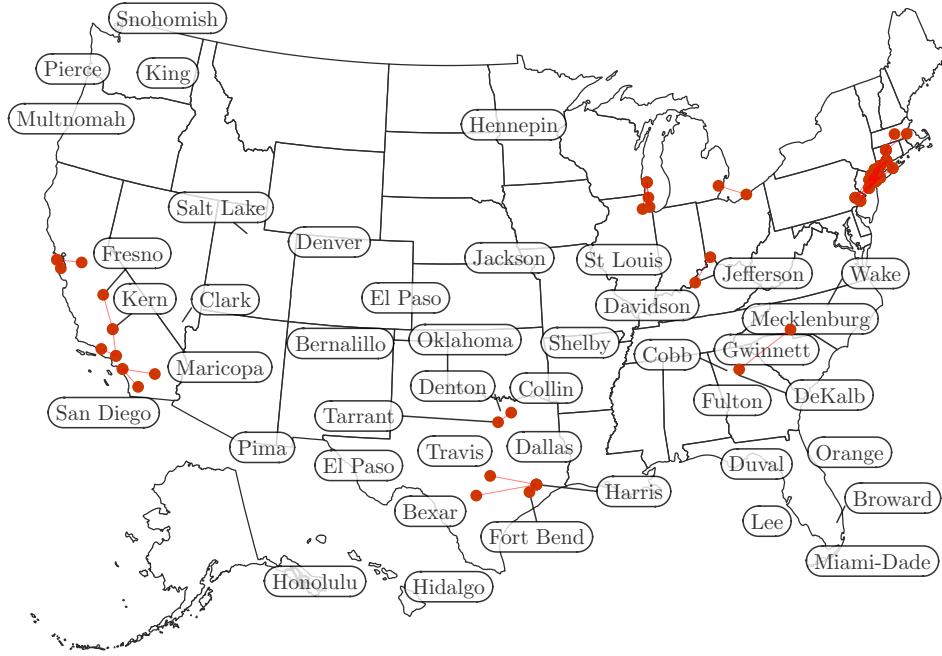 Snohomish
Pierce
King
Multnomah
Hennepin
Salt Lake
Denver
Fresno
Jackson
St Louis
Jefferson
Wake
Kern
Clark
El Paso
Davidson
Mecklenburg
Bernalillo
Oklahoma
Shelby
Cobb
Gwinnett
Maricopa
Denton
Collin
Fulton
DeKalb
San Diego
Tarrant
Pima
Travis
Dallas
El Paso
Duval
Orange
Bexar
Harris
Broward
Lee
Fort Bend
Miami-Dade
Honolulu
Hidalgo